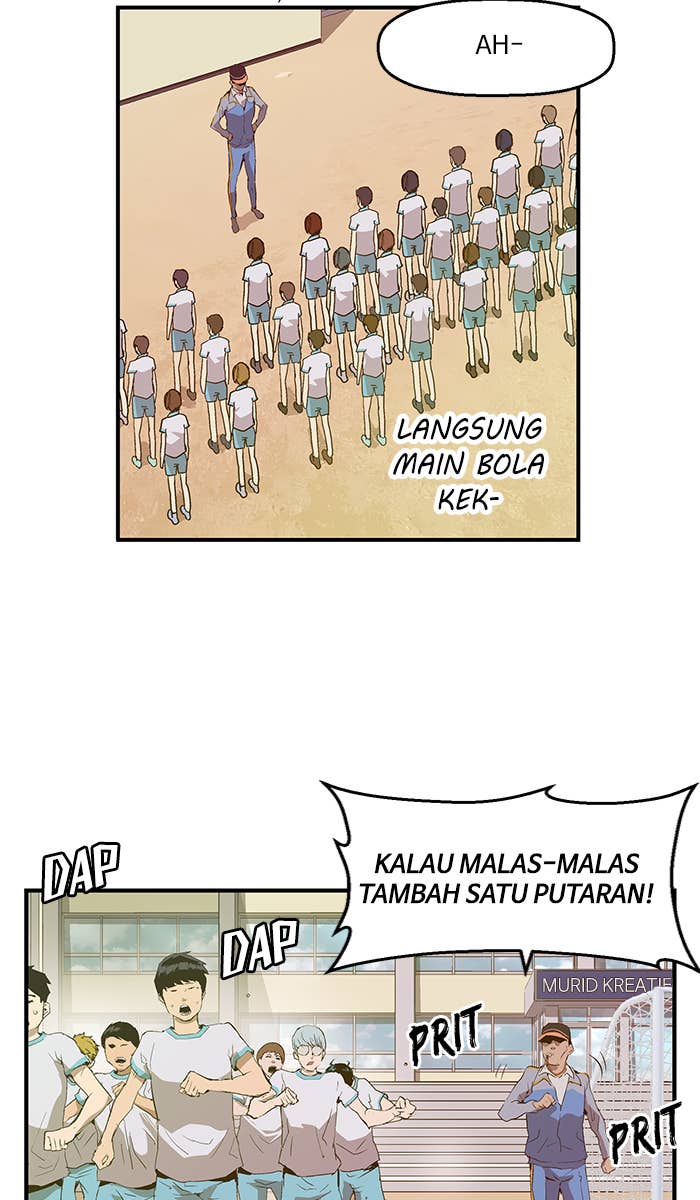 AH-
LANGSUNG
MAIN BOLA
KEK-
KALAU MALAS-MALAS
TAMBAH SATU PUTARAN!
DAP
DAP
MURID KREATIF
PRIT
PRIT